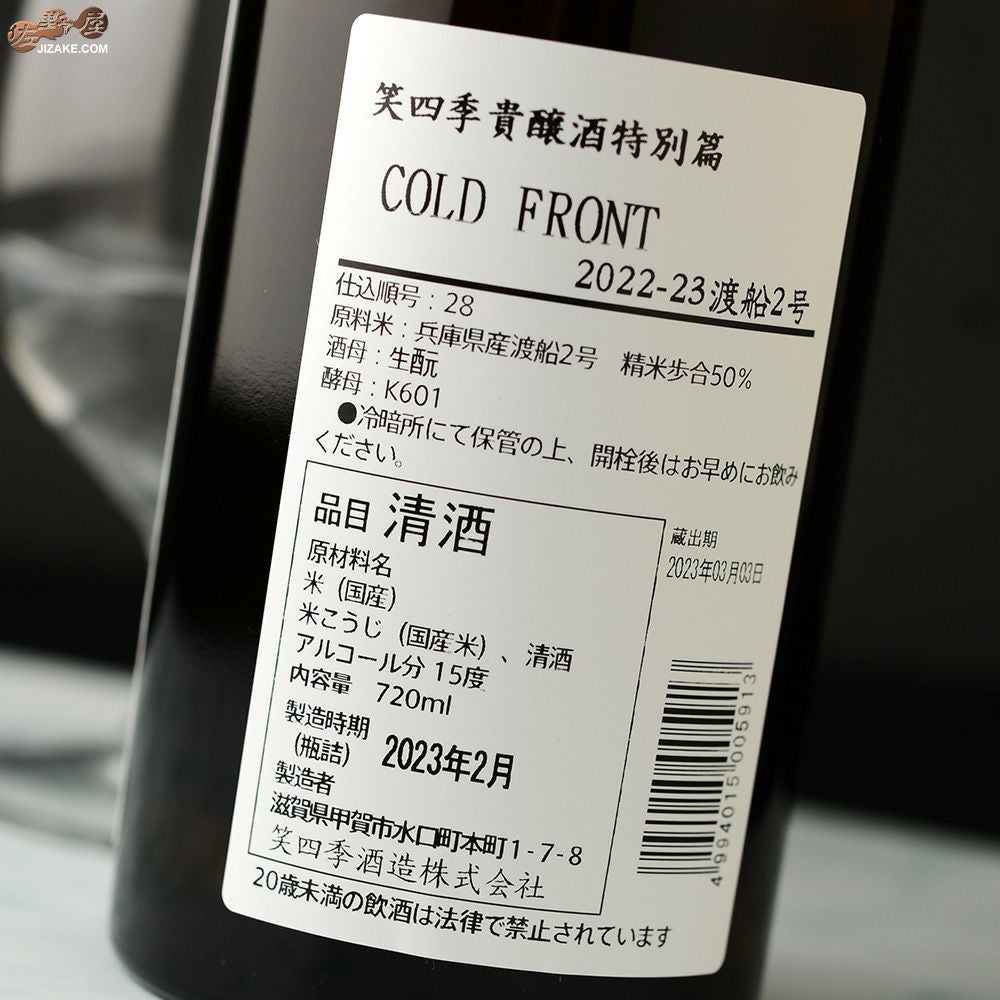 佐野屋
JIZAKE.COM
笑四季貴醸酒特別篇
COLD FRONT
2022-23渡船2号
仕込順号：28
原料米：兵庫県産渡船2号　精米歩合50%
酒母：生酛
酵母：K601
●冷暗所にて保管の上、開栓後はお早めにお飲み
ください。
品目 清酒
原材料名
米（国産）
米こうじ（国産米）、清酒
アルコール分 15度
内容量　720ml
製造時期
（瓶詰）　2023年2月
製造者
滋賀県甲賀市水口町本町1-7-8
笑四季酒造株式会社
蔵出期
2023年03月03日
4994015005913
20歳未満の飲酒は法律で禁止されています